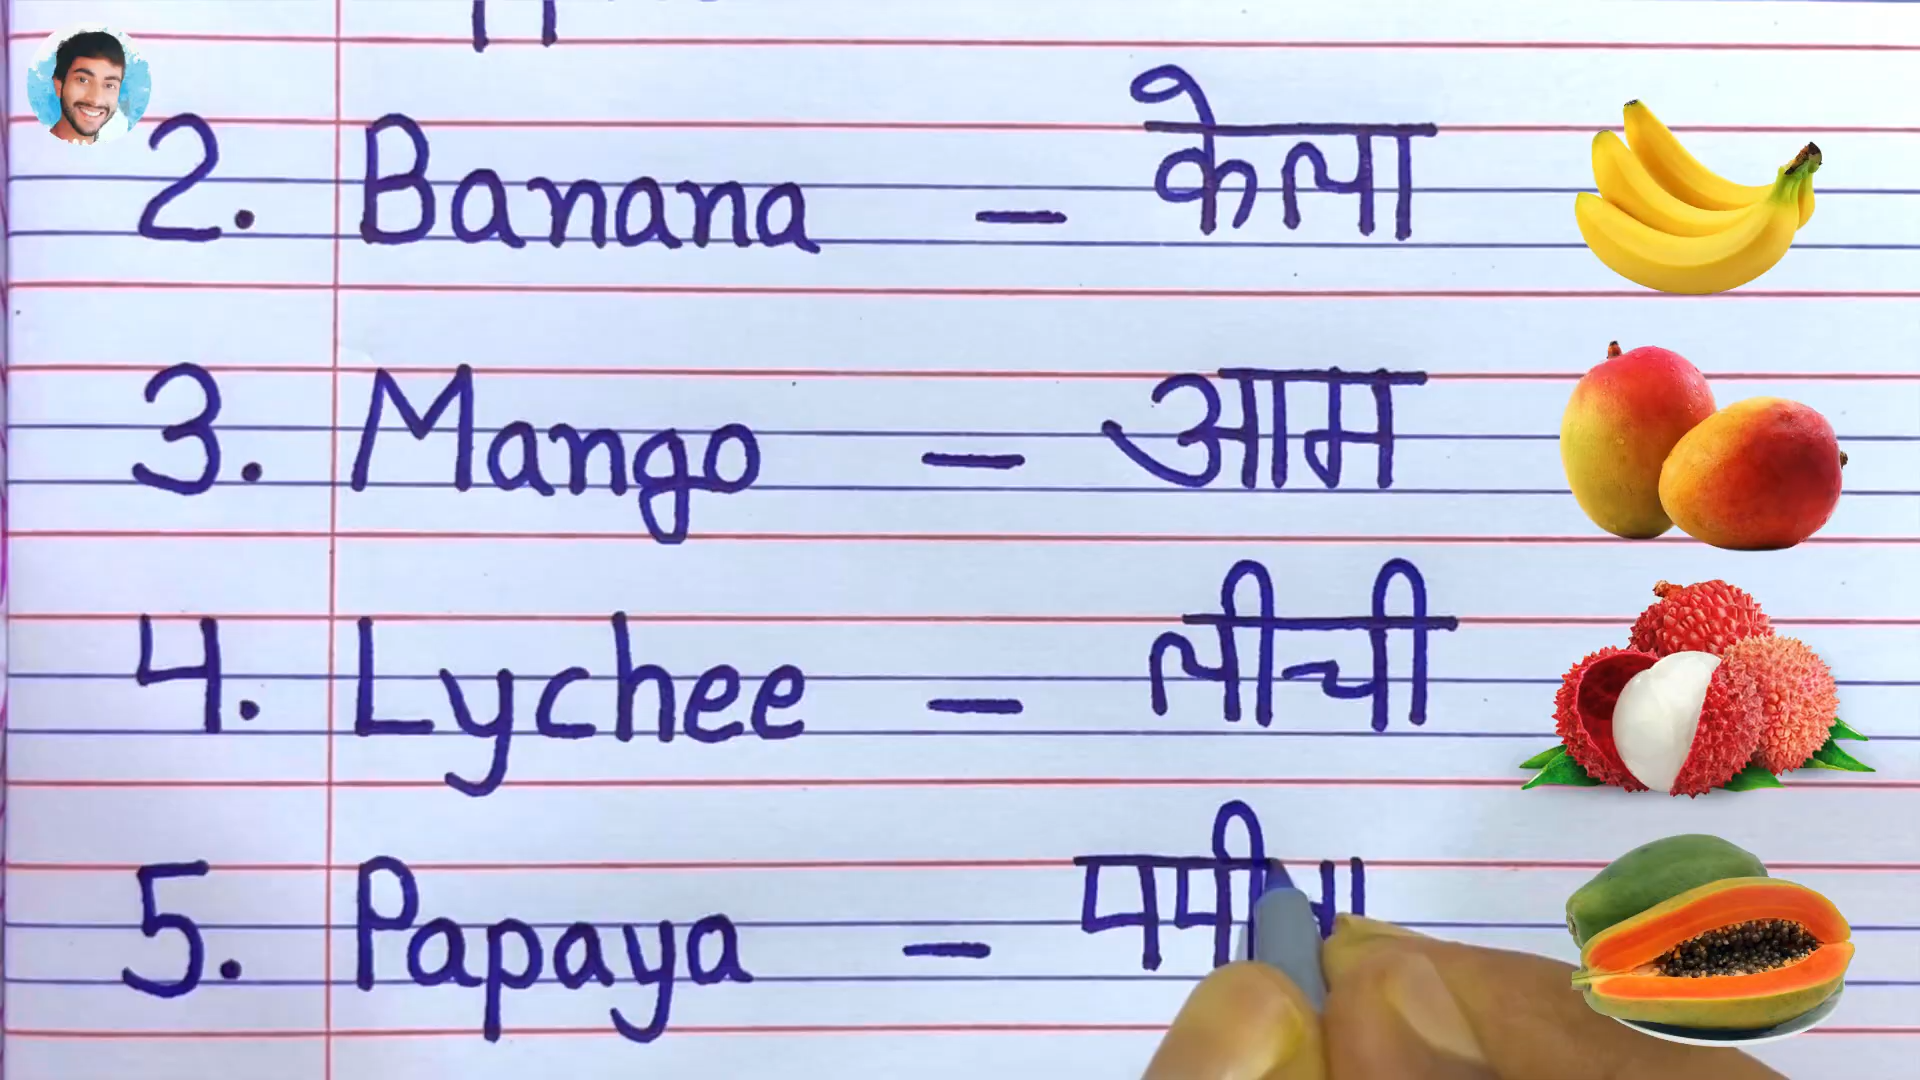 2. Banana - केला
3. Mango - आम
4. Lychee - लीची
5. Papaya -